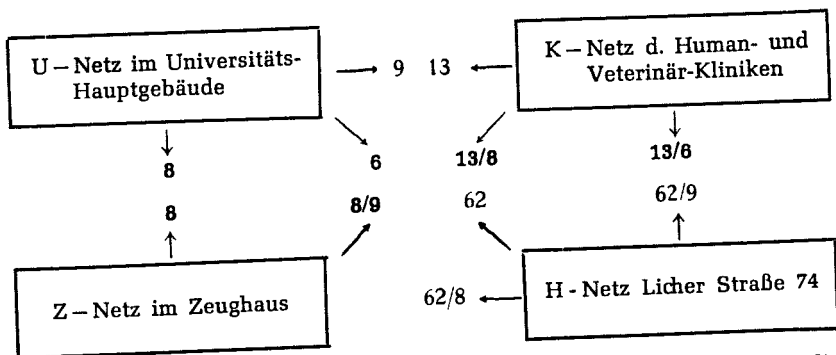 U – Netz im Universitäts-
Hauptgebäude
→ 9 13 ←
K – Netz d. Human- und
Veterinär-Kliniken
8
6
13/8
13/6
8
8/9
62
62/9
Z – Netz im Zeughaus
62/8 ←
H - Netz Licher Straße 74